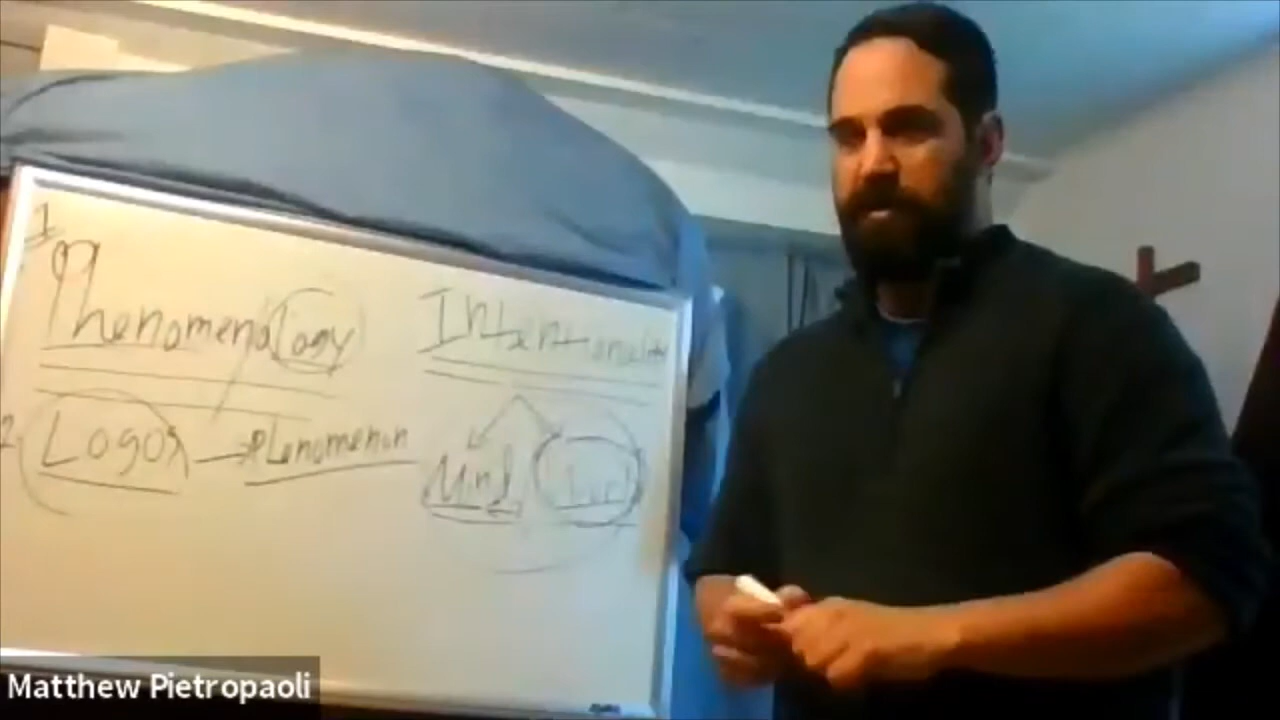 1
Phenomenology
Intentionality
2
Logos → Phenomenon
Mind
Matthew Pietropaoli